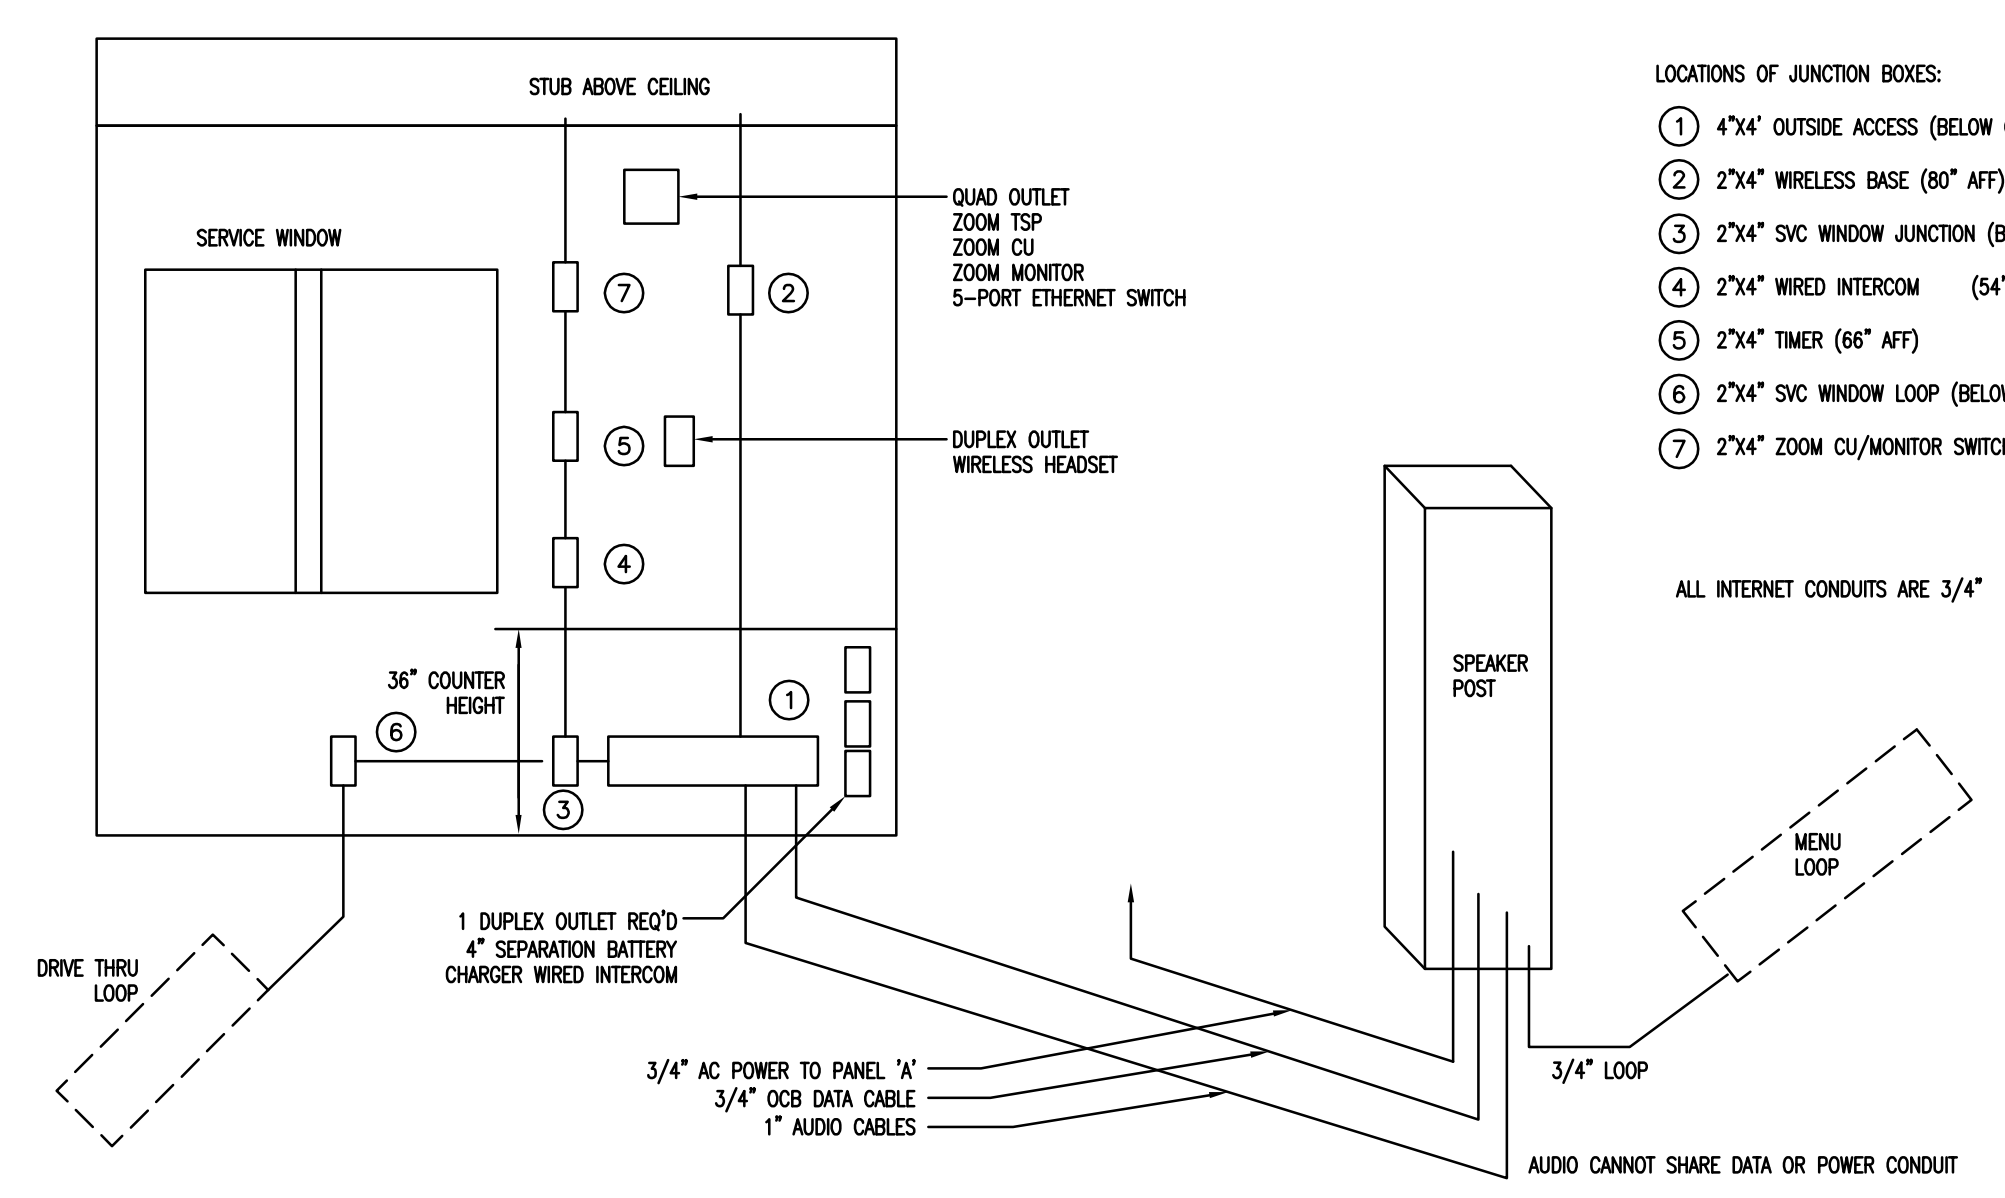 STUB ABOVE CEILING
SERVICE WINDOW
QUAD OUTLET
ZOOM TSP
ZOOM CU
ZOOM MONITOR
5-PORT ETHERNET SWITCH
7
2
DUPLEX OUTLET
WIRELESS HEADSET
5
4
36" COUNTER
HEIGHT
1
6
3
1 DUPLEX OUTLET REQ'D
4" SEPARATION BATTERY
CHARGER WIRED INTERCOM
DRIVE THRU
LOOP
3/4" AC POWER TO PANEL 'A'
3/4" OCB DATA CABLE
1" AUDIO CABLES
LOCATIONS OF JUNCTION BOXES:
1 4"X4' OUTSIDE ACCESS (BELOW
2 2"X4" WIRELESS BASE (80" AFF)
3 2"X4" SVC WINDOW JUNCTION
4 2"X4" WIRED INTERCOM (54"
5 2"X4" TIMER (66" AFF)
6 2"X4" SVC WINDOW LOOP (BELOW
7 2"X4" ZOOM CU/MONITOR SWITCH
ALL INTERNET CONDUITS ARE 3/4"
SPEAKER
POST
MENU
LOOP
3/4" LOOP
AUDIO CANNOT SHARE DATA OR POWER CONDUIT